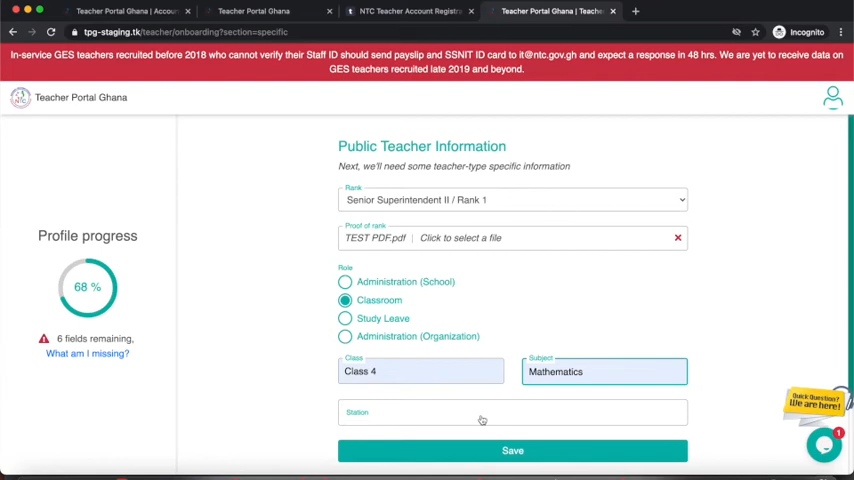 Teacher Portal Ghana | Accoun
Teacher Portal Ghana
NTC Teacher Account Registra
Teacher Portal Ghana | Teache
tpg-staging.tk/teacher/onboarding?section=specific
Incognito
In-service GES teachers recruited before 2018 who cannot verify their Staff ID should send payslip and SSNIT ID card to it@ntc.gov.gh and expect a response in 48 hrs. We are yet to receive data on
GES teachers recruited late 2019 and beyond.
NTC
Teacher Portal Ghana
Public Teacher Information
Next, we'll need some teacher-type specific information
Rank
Senior Superintendent II / Rank 1
Proof of rank
TEST PDF.pdf | Click to select a file
Profile progress
68 %
6 fields remaining,
What am I missing?
Role
Administration (School)
Classroom
Study Leave
Administration (Organization)
Class
Class 4
Subject
Mathematics
Station
Save
Quick Question?
We are here!
1